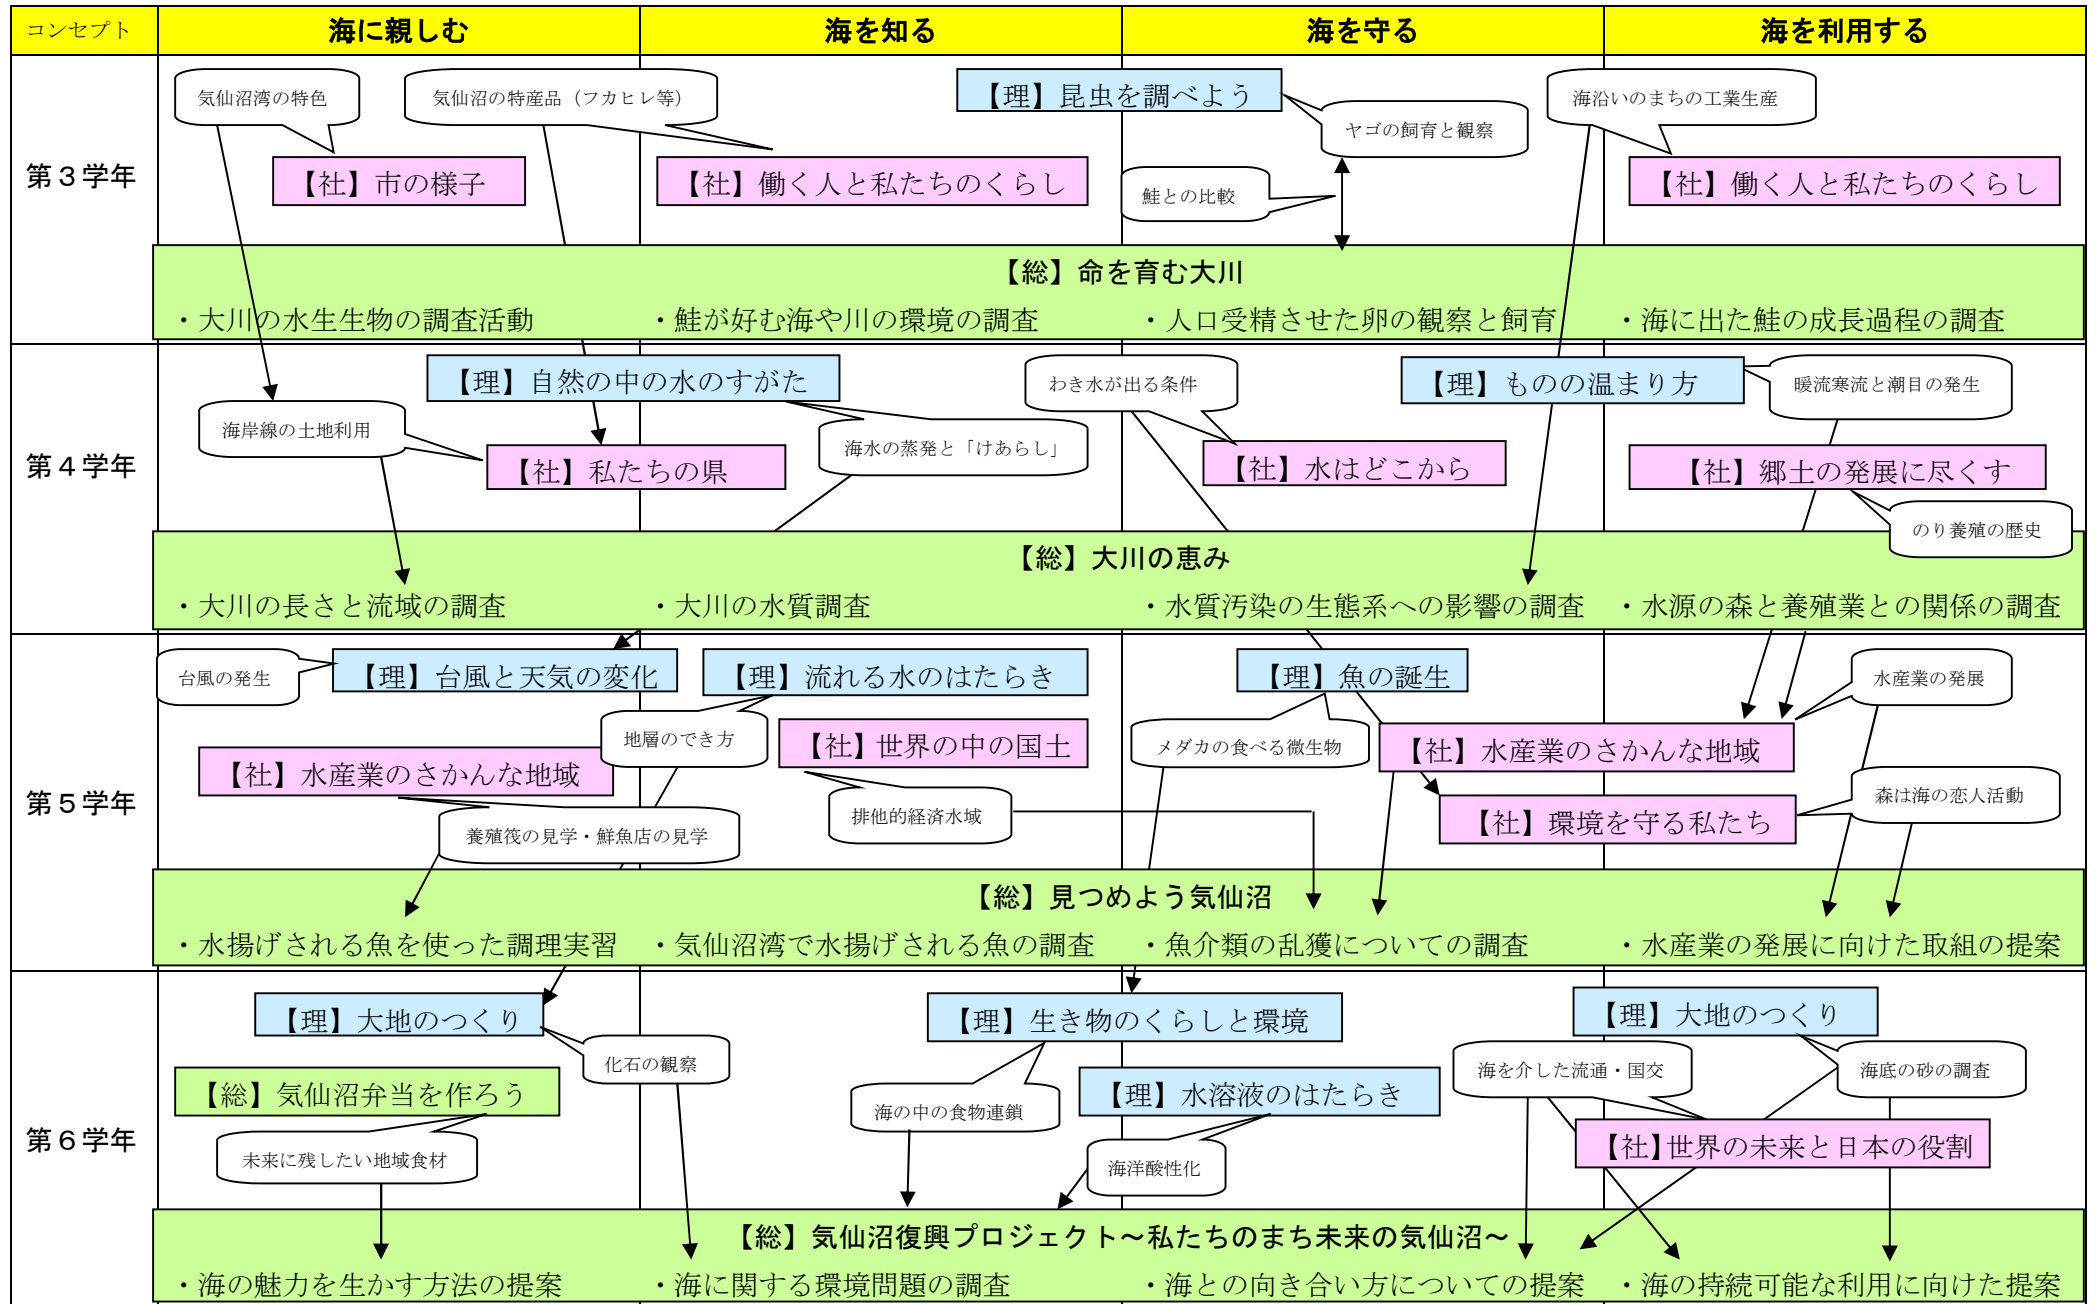 コンセプト
海に親しむ
海を知る
海を守る
海を利用する
第３学年
気仙沼湾の特色
気仙沼の特産品（フカヒレ等）
【理】昆虫を調べよう
海沿いのまちの工業生産
ヤゴの飼育と観察
【社】市の様子
【社】働く人と私たちのくらし
鮭との比較
【社】働く人と私たちのくらし
【総】命を育む大川
・大川の水生生物の調査活動
・鮭が好む海や川の環境の調査
・人口受精させた卵の観察と飼育
・海に出た鮭の成長過程の調査
第４学年
【理】自然の中の水のすがた
わき水が出る条件
【理】ものの温まり方
暖流寒流と潮目の発生
海岸線の土地利用
海水の蒸発と「けあらし」
【社】私たちの県
【社】水はどこから
【社】郷土の発展に尽くす
のり養殖の歴史
【総】大川の恵み
・大川の長さと流域の調査
・大川の水質調査
・水質汚染の生態系への影響の調査
・水源の森と養殖業との関係の調査
第５学年
台風の発生
【理】台風と天気の変化
【理】流れる水のはたらき
【理】魚の誕生
水産業の発展
地層のでき方
【社】世界の中の国土
メダカの食べる微生物
【社】水産業のさかんな地域
【社】水産業のさかんな地域
養殖筏の見学・鮮魚店の見学
排他的経済水域
【社】環境を守る私たち
森は海の恋人活動
【総】見つめよう気仙沼
・水揚げされる魚を使った調理実習
・気仙沼湾で水揚げされる魚の調査
・魚介類の乱獲についての調査
・水産業の発展に向けた取組の提案
第６学年
【理】大地のつくり
【理】生き物のくらしと環境
【理】大地のつくり
化石の観察
海を介した流通・国交
海底の砂の調査
【総】気仙沼弁当を作ろう
海の中の食物連鎖
【理】水溶液のはたらき
未来に残したい地域食材
海洋酸性化
【社】世界の未来と日本の役割
【総】気仙沼復興プロジェクト～私たちのまち未来の気仙沼～
・海の魅力を生かす方法の提案
・海に関する環境問題の調査
・海との向き合い方についての提案
・海の持続可能な利用に向けた提案